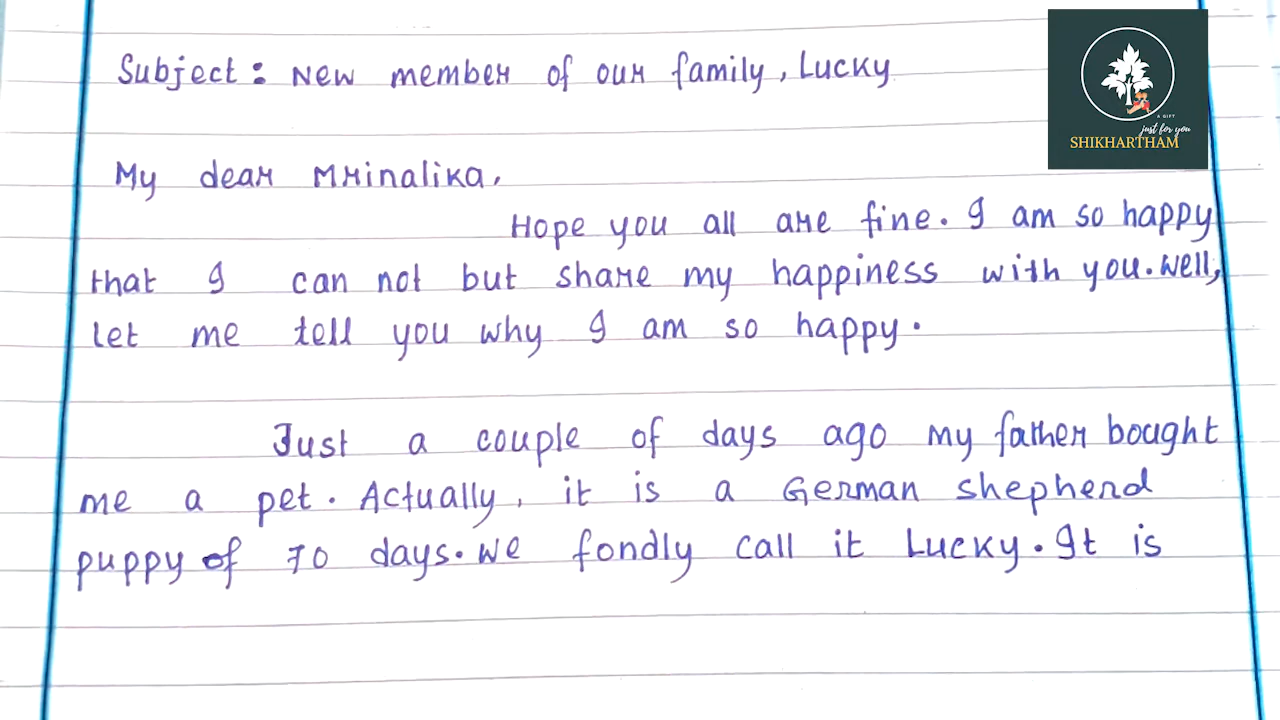 Subject: New member of our family, Lucky
A GIFT
just for you
SHIKHARTHAM
My dear Mrinalika,
Hope you all are fine. I am so happy
that I can not but share my happiness with you. Well,
let me tell you why I am so happy.
Just a couple of days ago my father bought
me a pet. Actually, it is a German shepherd
puppy of 70 days. We fondly call it Lucky. It is